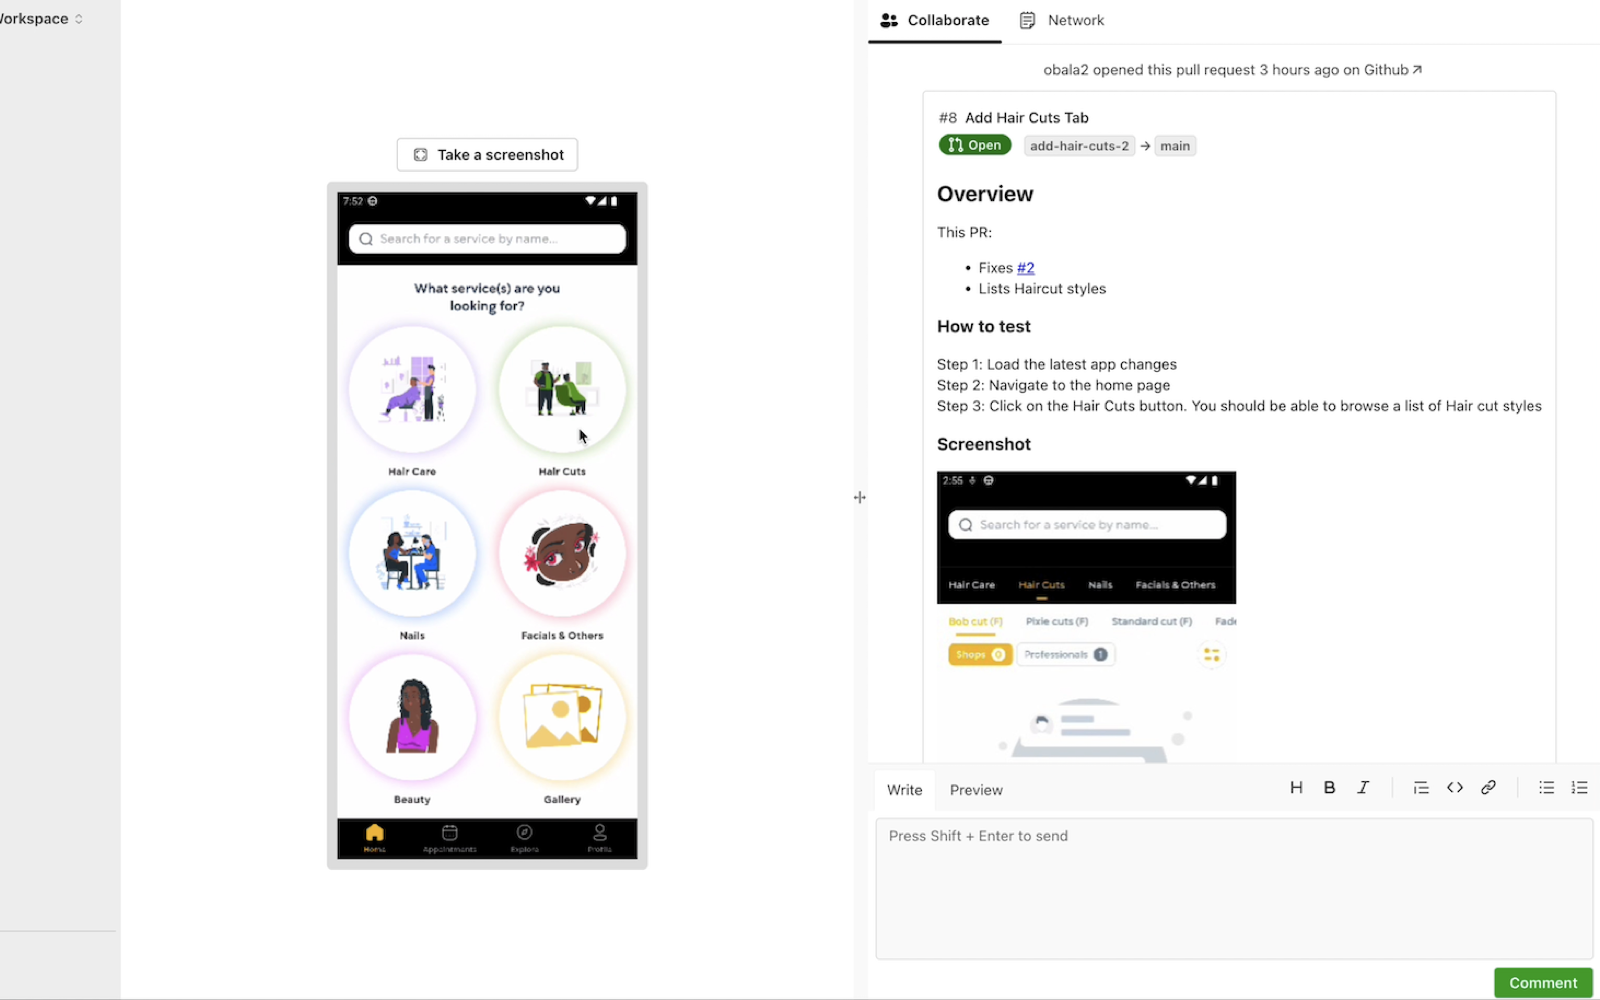 Workspace
Take a screenshot
7:52
Search for a service by name...
What service(s) are you
looking for?
Hair Care
Hair Cuts
Nails
Facials & Others
Beauty
Gallery
Home
Appointments
Explore
Profile
Collaborate
Network
obala2 opened this pull request 3 hours ago on Github
#8 Add Hair Cuts Tab
Open
add-hair-cuts-2 → main
Overview
This PR:
• Fixes #2
• Lists Haircut styles
How to test
Step 1: Load the latest app changes
Step 2: Navigate to the home page
Step 3: Click on the Hair Cuts button. You should be able to browse a list of Hair cut styles
Screenshot
2:55
Search for a service by name...
Hair Care Hair Cuts Nails Facials & Others
Bob cut (F) Pixie cuts (F) Standard cut (F) Fade
Shops 0 Professionals 1
Write
Preview
H B I
Press Shift + Enter to send
Comment